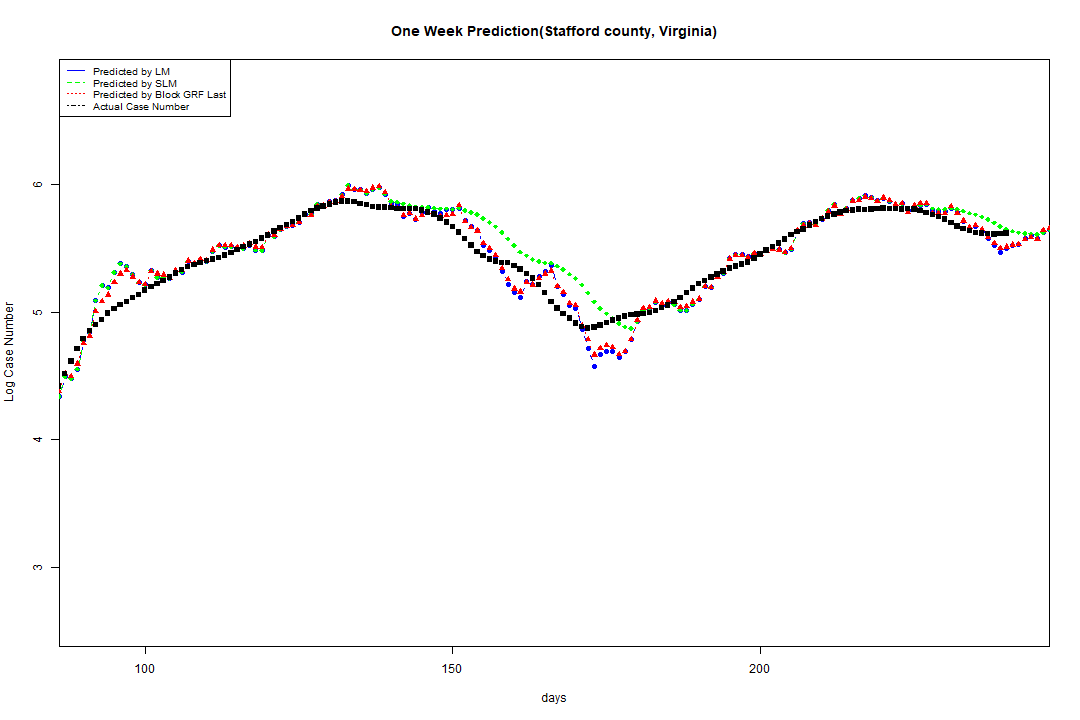 One Week Prediction(Stafford county, Virginia)
Predicted by LM
Predicted by SLM
Predicted by Block GRF Last
Actual Case Number
6
5
4
3
Log Case Number
100 150 200
days